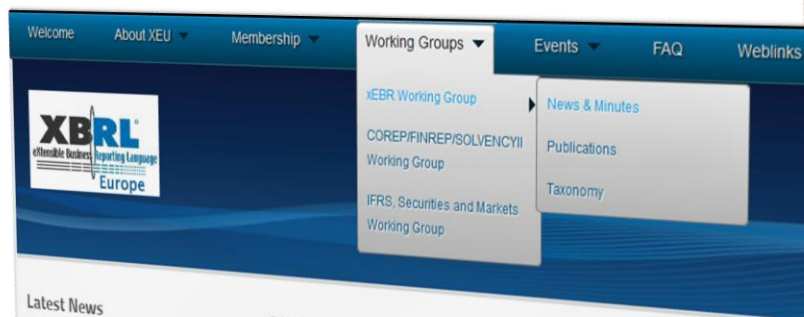 Welcome About XEU Membership Working Groups Events FAQ Weblinks
XBRL
eXtensible Business Reporting Language
Europe
xEBR Working Group
COREP/FINREP/SOLVENCYII
Working Group
IFRS, Securities and Markets
Working Group
News & Minutes
Publications
Taxonomy
Latest News